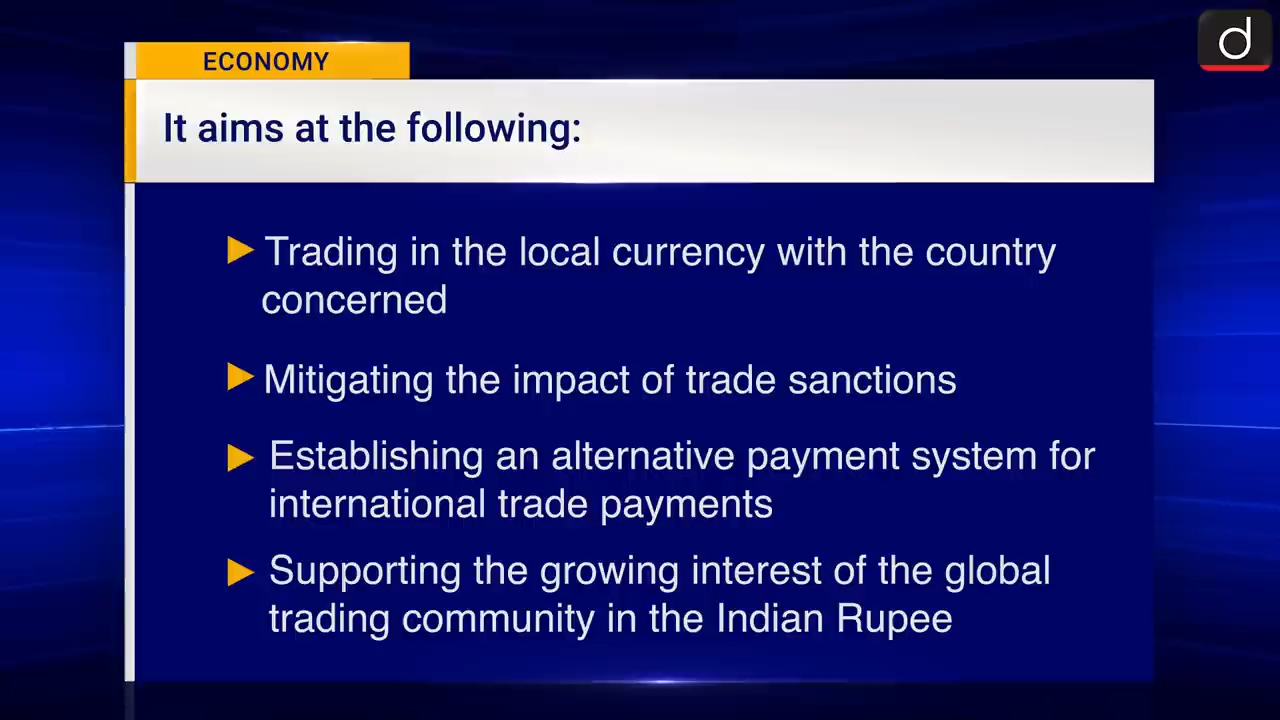 d
ECONOMY
It aims at the following:
Trading in the local currency with the country
concerned
Mitigating the impact of trade sanctions
Establishing an alternative payment system for
international trade payments
Supporting the growing interest of the global
trading community in the Indian Rupee